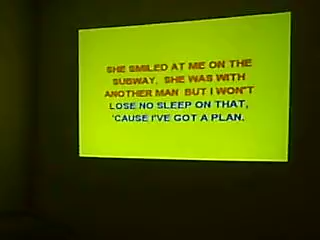 SHE SMILED AT ME ON THE
SUBWAY,  SHE WAS WITH
ANOTHER MAN  BUT I WON"T
LOSE NO SLEEP ON THAT,
'CAUSE I'VE GOT A PLAN.